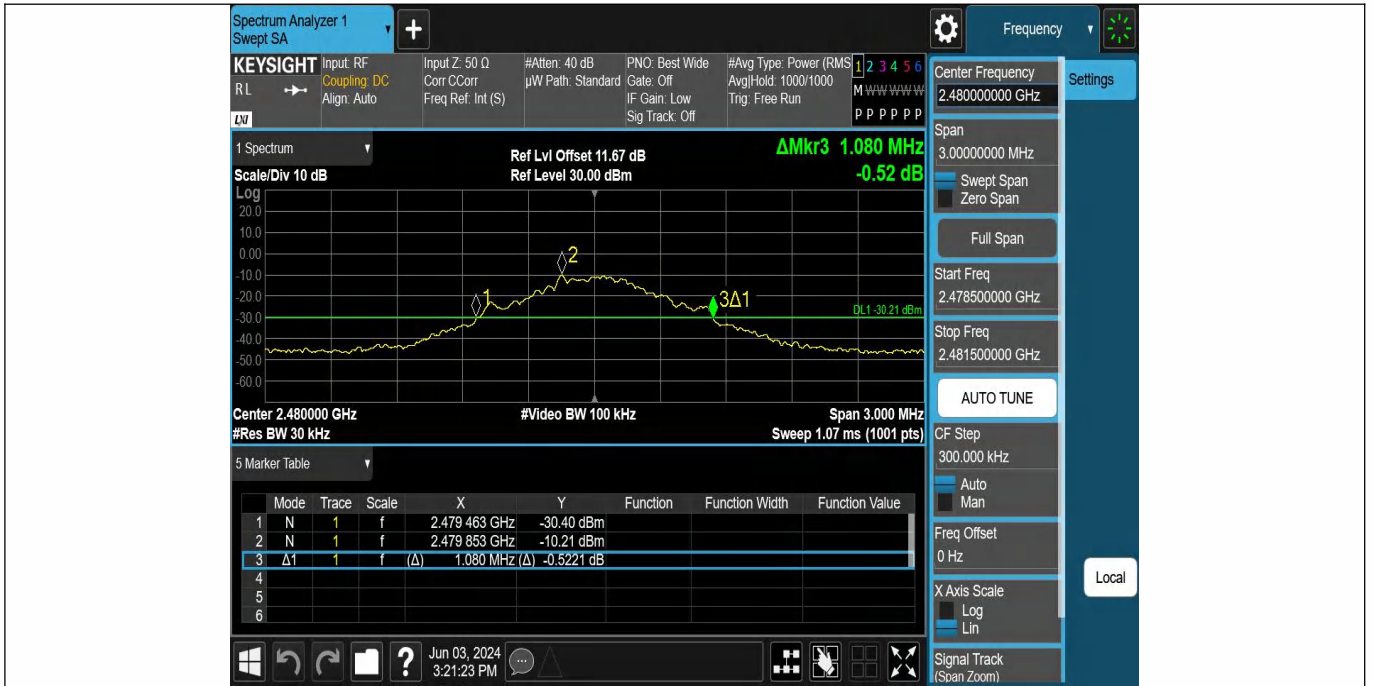 Spectrum Analyzer 1
Swept SA
+
Frequency
KEYSIGHT
RL
LXI
Input: RF
Coupling: DC
Align: Auto
Input Z: 50 Ω
Corr CCorr
Freq Ref: Int (S)
#Atten: 40 dB
µW Path: Standard
PNO: Best Wide
Gate: Off
IF Gain: Low
Sig Track: Off
#Avg Type: Power (RMS
Avg|Hold: 1000/1000
Trig: Free Run
1 2 3 4 5 6
M W W W W W
P P P P P P
1 Spectrum
Scale/Div 10 dB
Ref Lvl Offset 11.67 dB
Ref Level 30.00 dBm
ΔMkr3 1.080 MHz
-0.52 dB
Log
20.0
10.0
0.00
-10.0
-20.0
-30.0
-40.0
-50.0
-60.0
1
2
3Δ1
DL1 -30.21 dBm
Center 2.480000 GHz
#Res BW 30 kHz
#Video BW 100 kHz
Span 3.000 MHz
Sweep 1.07 ms (1001 pts)
5 Marker Table
Mode Trace Scale X Y Function Function Width Function Value
1 N 1 f 2.479 463 GHz -30.40 dBm
2 N 1 f 2.479 853 GHz -10.21 dBm
3 Δ1 1 f (Δ) 1.080 MHz (Δ) -0.5221 dB
4
5
6
Jun 03, 2024
3:21:23 PM
?
Center Frequency
2.480000000 GHz
Settings
Span
3.00000000 MHz
Swept Span
Zero Span
Full Span
Start Freq
2.478500000 GHz
Stop Freq
2.481500000 GHz
AUTO TUNE
CF Step
300.000 kHz
Auto
Man
Freq Offset
0 Hz
X Axis Scale
Log
Lin
Signal Track
(Span Zoom)
Local